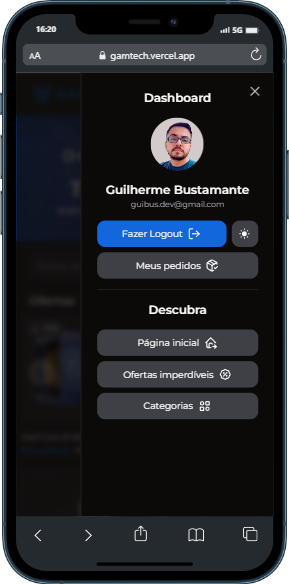 16:20
5G
AA
gamtech.vercel.app
Dashboard
Guilherme Bustamante
guibus.dev@gmail.com
Fazer Logout
Meus pedidos
Descubra
Página inicial
Ofertas imperdíveis
Categorias
Ofertas